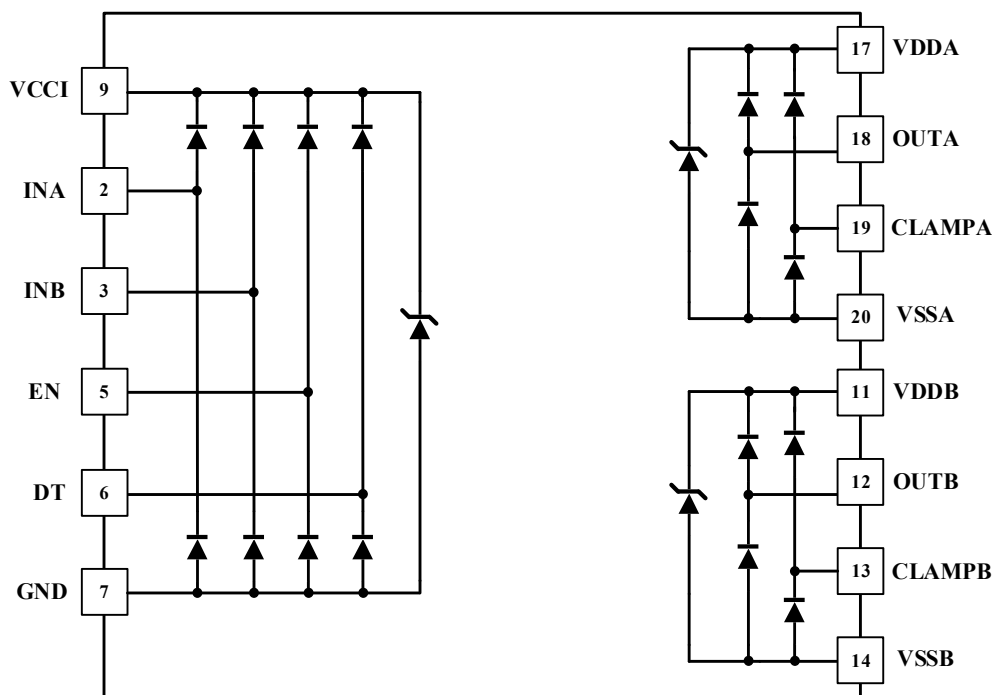 VCCI 9
INA 2
INB 3
EN 5
DT 6
GND 7
17 VDDA
18 OUTA
19 CLAMPA
20 VSSA
11 VDDB
12 OUTB
13 CLAMPB
14 VSSB